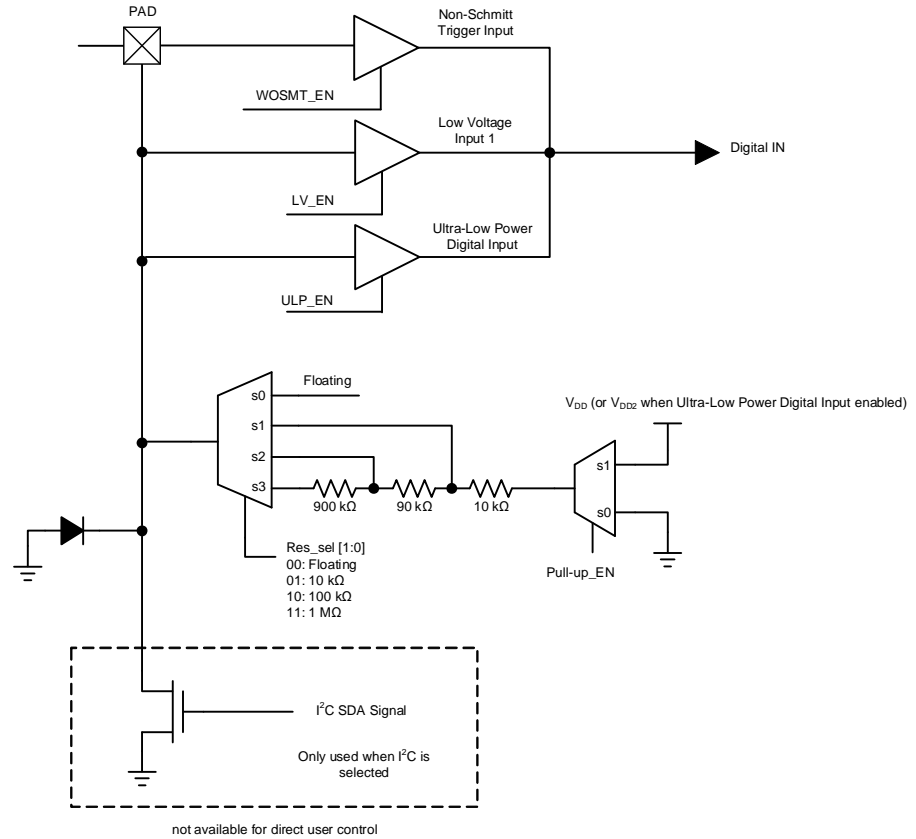 PAD
Non-Schmitt
Trigger Input
WOSMT_EN
Low Voltage
Input 1
Digital IN
LV_EN
Ultra-Low Power
Digital Input
ULP_EN
Floating
s0
s1
s2
s3
900 kΩ
90 kΩ
10 kΩ
V_DD (or V_DD2 when Ultra-Low Power Digital Input enabled)
s1
s0
Pull-up_EN
Res_sel [1:0]
00: Floating
01: 10 kΩ
10: 100 kΩ
11: 1 MΩ
I²C SDA Signal
Only used when I²C is
selected
not available for direct user control